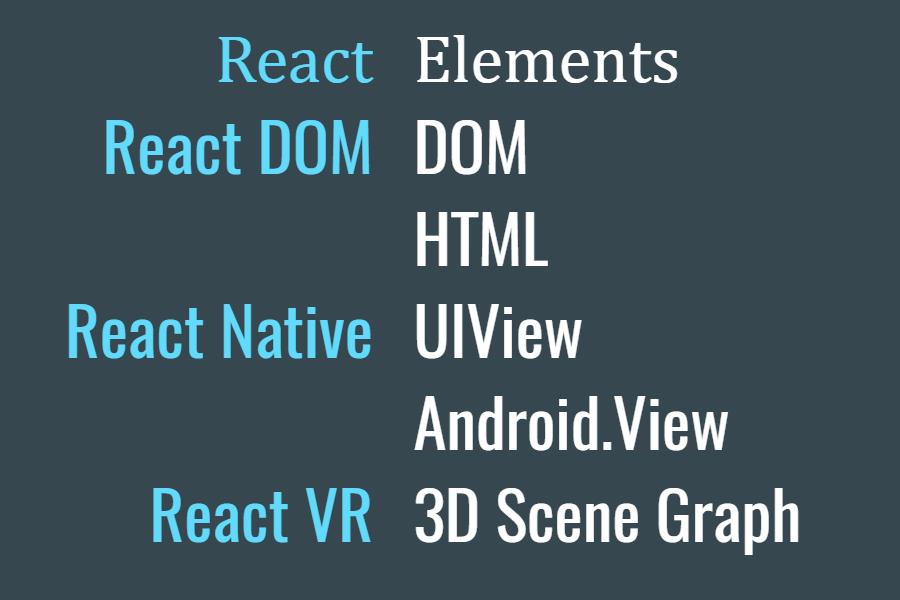 React Elements
React DOM DOM
HTML
React Native UIView
Android.View
React VR 3D Scene Graph